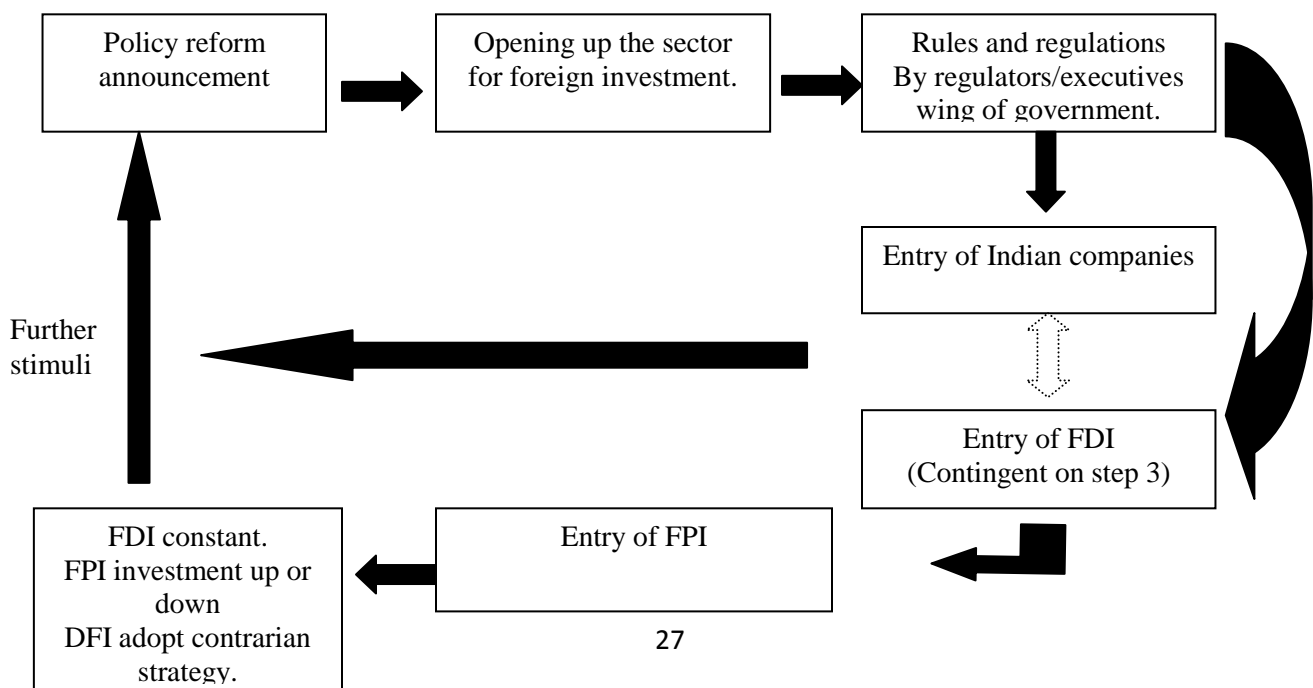 Policy reform
announcement
Opening up the sector
for foreign investment.
Rules and regulations
By regulators/executives
wing of government.
Entry of Indian companies
Further
stimuli
Entry of FDI
(Contingent on step 3)
FDI constant.
FPI investment up or
down
DFI adopt contrarian
strategy.
Entry of FPI
27